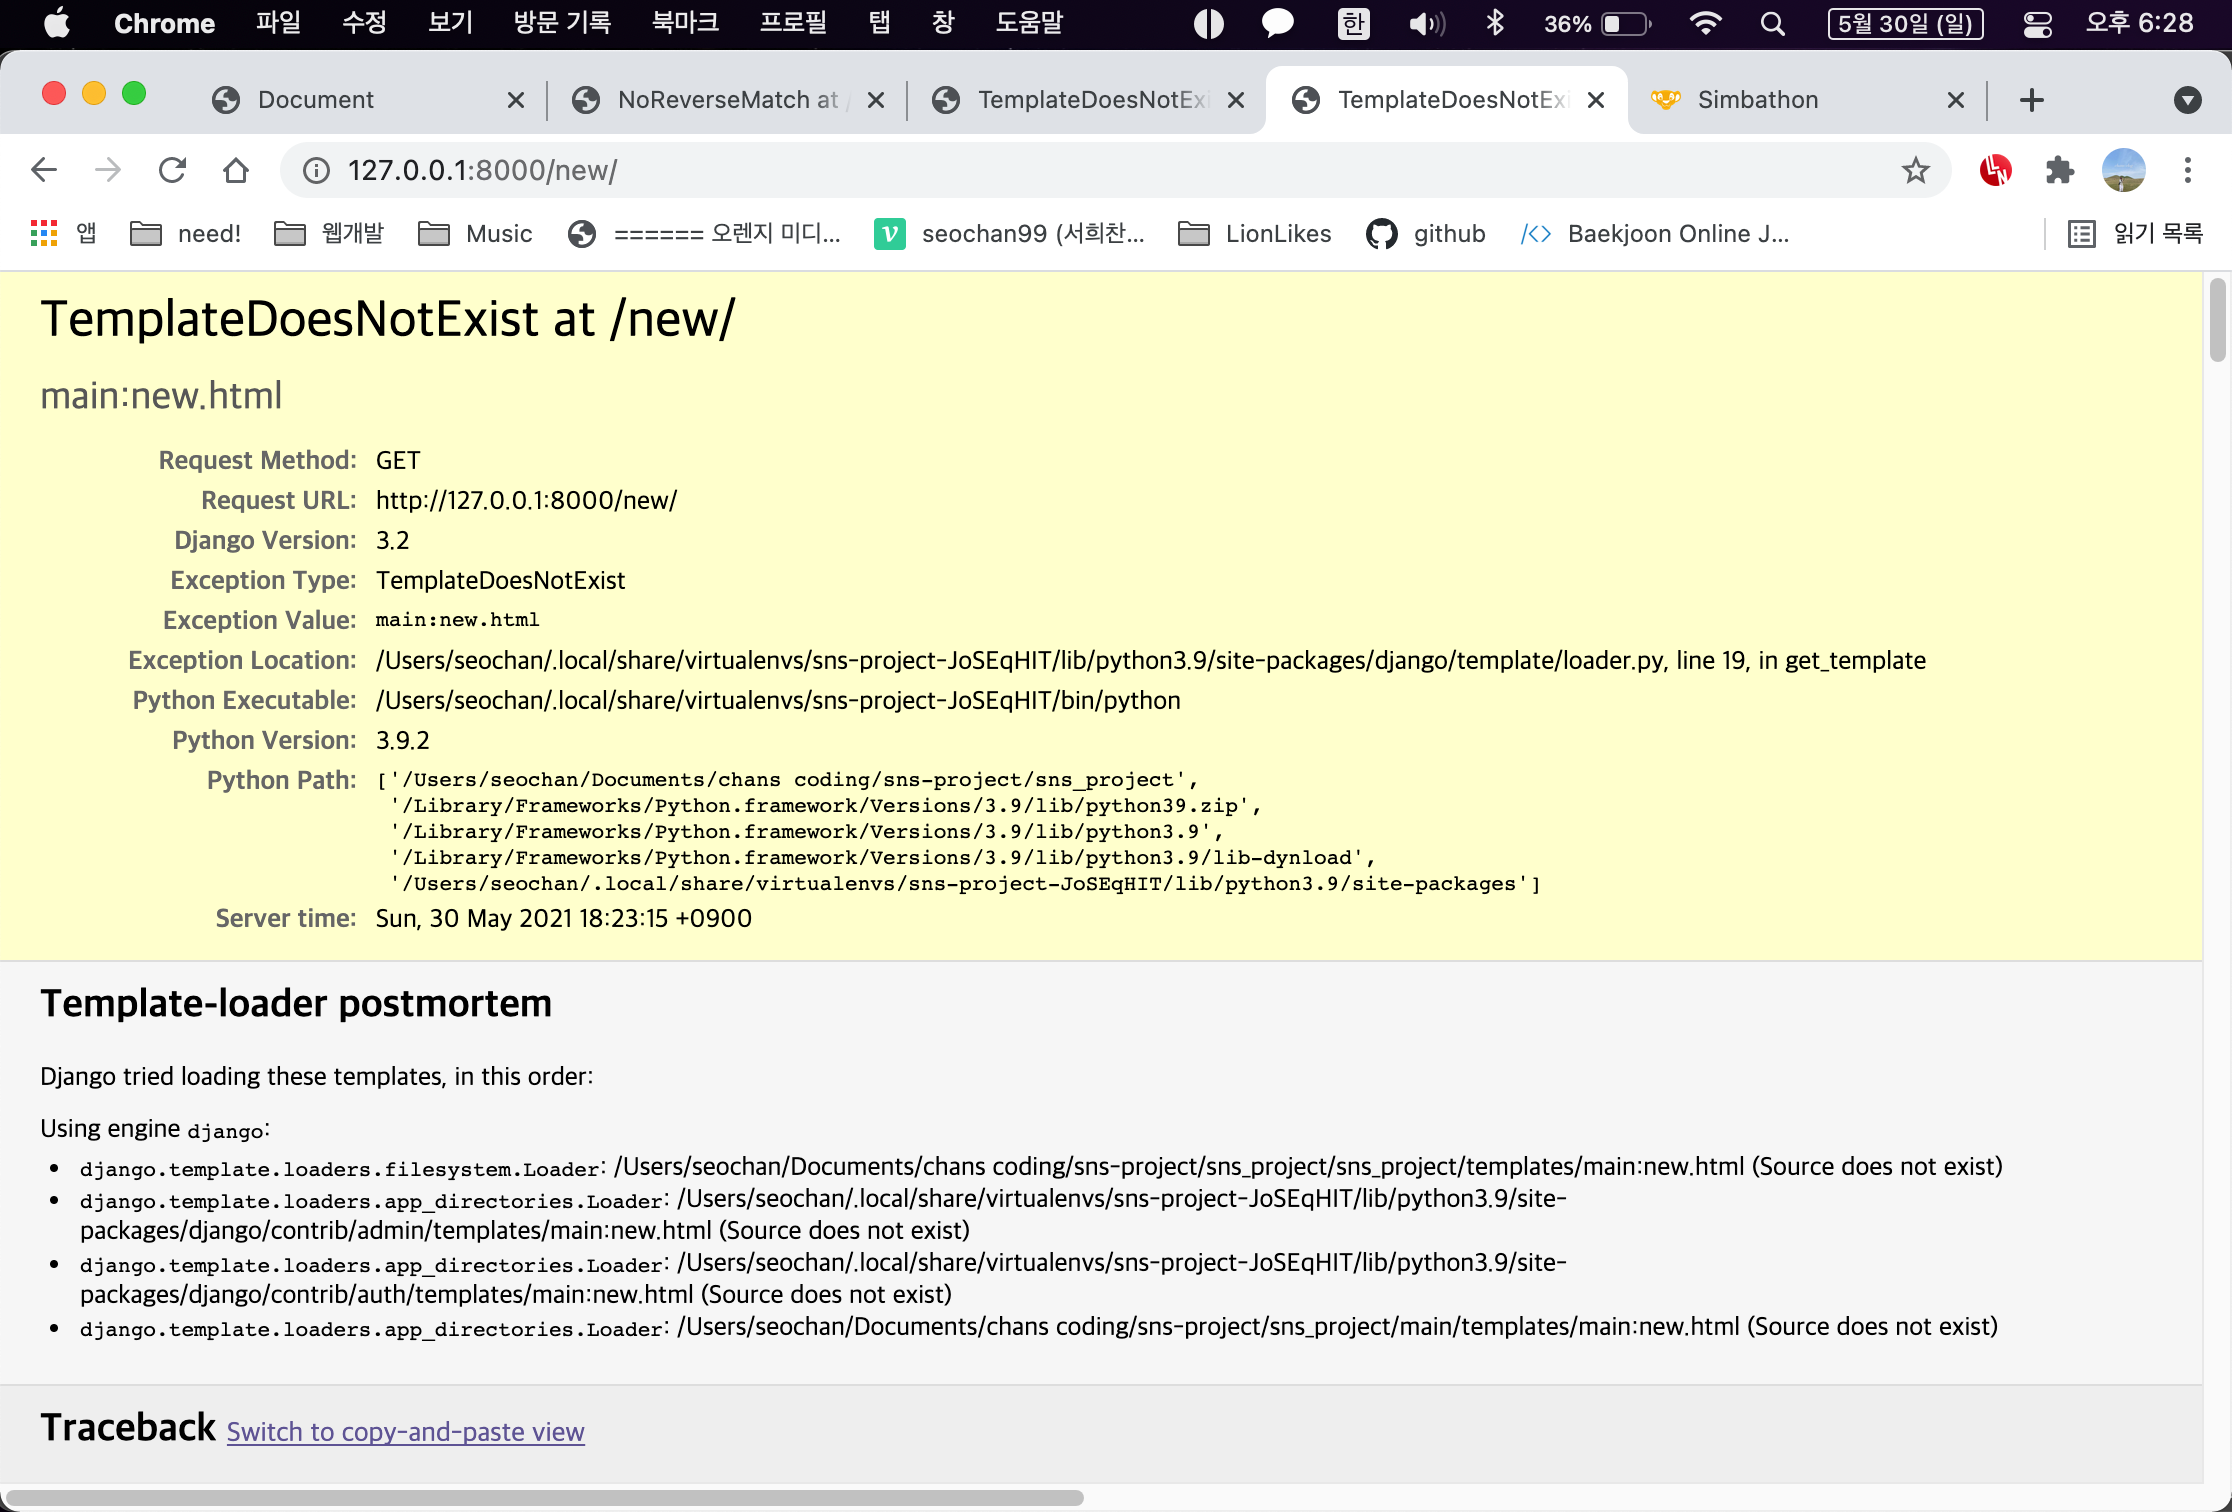 Chrome 파일 수정 보기 방문 기록 북마크 프로필 탭 창 도움말 한 36% 5월 30일 (일) 오후 6:28
Document NoReverseMatch at / TemplateDoesNotExi TemplateDoesNotExi Simbathon
127.0.0.1:8000/new/
앱 need! 웹개발 Music ====== 오렌지 미디... seochan99 (서희찬... LionLikes github Baekjoon Online J... 읽기 목록
TemplateDoesNotExist at /new/
main:new.html
Request Method: GET
Request URL: http://127.0.0.1:8000/new/
Django Version: 3.2
Exception Type: TemplateDoesNotExist
Exception Value: main:new.html
Exception Location: /Users/seochan/.local/share/virtualenvs/sns-project-JoSEqHIT/lib/python3.9/site-packages/django/template/loader.py, line 19, in get_template
Python Executable: /Users/seochan/.local/share/virtualenvs/sns-project-JoSEqHIT/bin/python
Python Version: 3.9.2
Python Path: ['/Users/seochan/Documents/chans coding/sns-project/sns_project',
'/Library/Frameworks/Python.framework/Versions/3.9/lib/python39.zip',
'/Library/Frameworks/Python.framework/Versions/3.9/lib/python3.9',
'/Library/Frameworks/Python.framework/Versions/3.9/lib/python3.9/lib-dynload',
'/Users/seochan/.local/share/virtualenvs/sns-project-JoSEqHIT/lib/python3.9/site-packages']
Server time: Sun, 30 May 2021 18:23:15 +0900
Template-loader postmortem
Django tried loading these templates, in this order:
Using engine django:
• django.template.loaders.filesystem.Loader: /Users/seochan/Documents/chans coding/sns-project/sns_project/sns_project/templates/main:new.html (Source does not exist)
• django.template.loaders.app_directories.Loader: /Users/seochan/.local/share/virtualenvs/sns-project-JoSEqHIT/lib/python3.9/site-
packages/django/contrib/admin/templates/main:new.html (Source does not exist)
• django.template.loaders.app_directories.Loader: /Users/seochan/.local/share/virtualenvs/sns-project-JoSEqHIT/lib/python3.9/site-
packages/django/contrib/auth/templates/main:new.html (Source does not exist)
• django.template.loaders.app_directories.Loader: /Users/seochan/Documents/chans coding/sns-project/sns_project/main/templates/main:new.html (Source does not exist)
Traceback Switch to copy-and-paste view